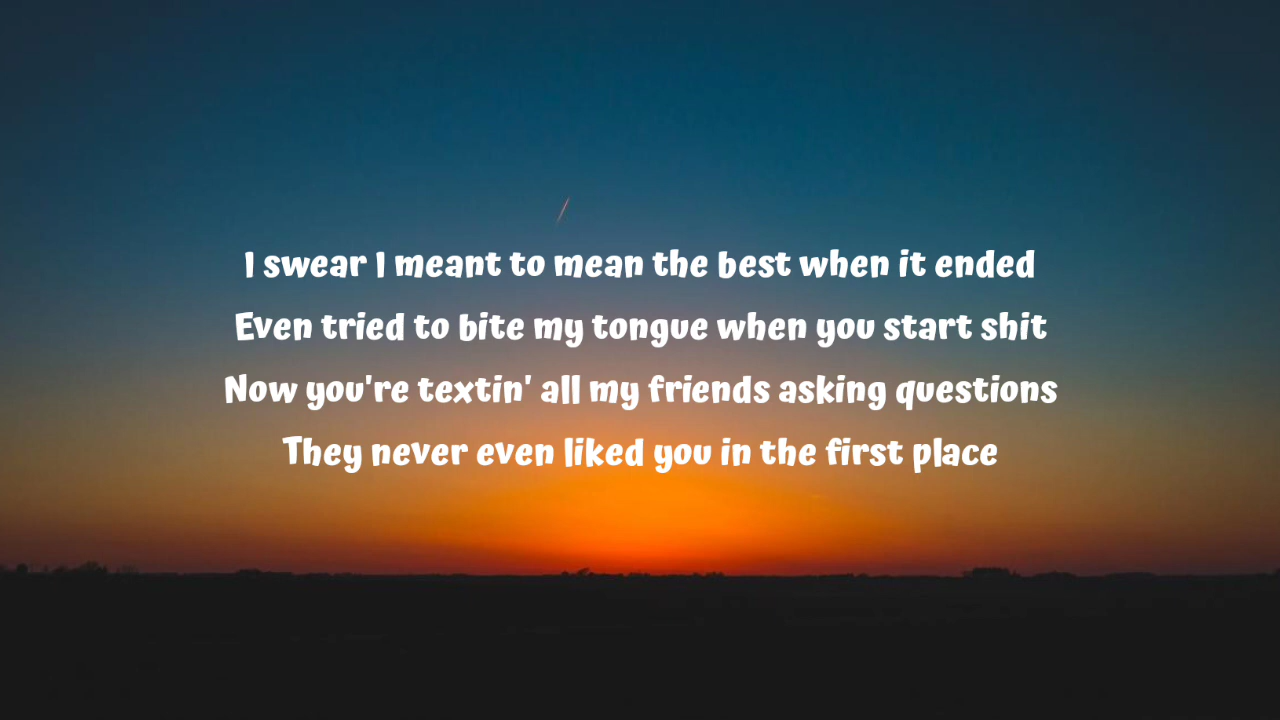 I swear I meant to mean the best when it ended
Even tried to bite my tongue when you start shit
Now you're textin' all my friends asking questions
They never even liked you in the first place